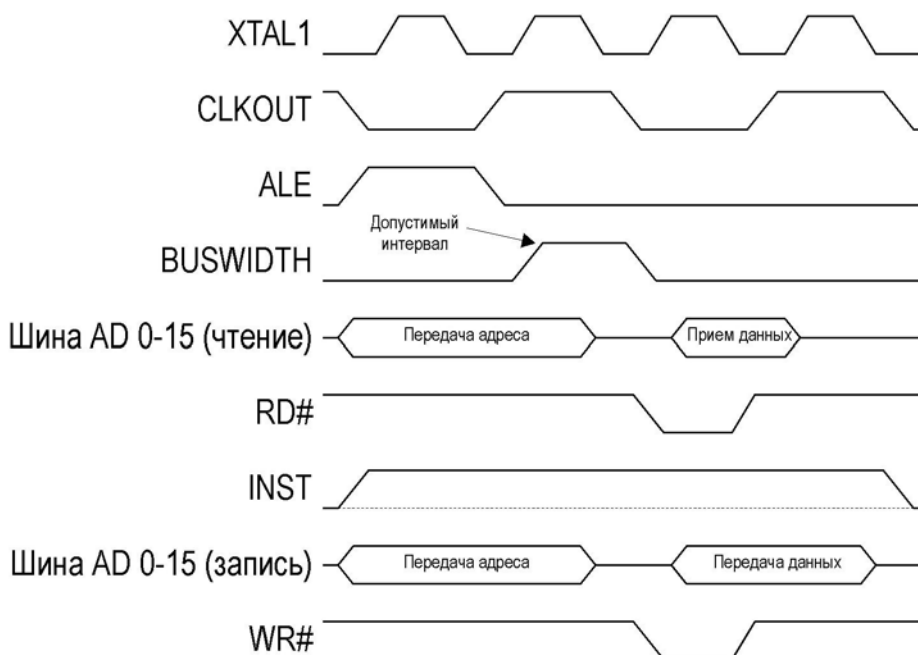 XTAL1
CLKOUT
ALE
Допустимый
интервал
BUSWIDTH
Шина AD 0-15 (чтение)
Передача адреса
Прием данных
RD#
INST
Шина AD 0-15 (запись)
Передача адреса
Передача данных
WR#